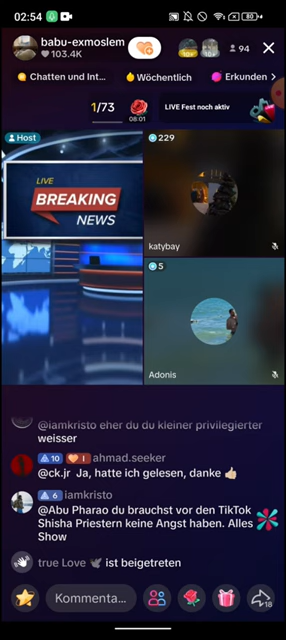 02:54
80
babu-exmoslem
103.4K
10+
10+
94
Chatten und Int...
Wöchentlich
Erkunden
1/73
08:01
LIVE Fest noch aktiv
Host
LIVE
BREAKING
NEWS
229
katybay
5
Adonis
@iamkristo eher du du kleiner privilegierter
weisser
10 1 ahmad.seeker
@ck.jr Ja, hatte ich gelesen, danke 👍🏼
6 iamkristo
@Abu Pharao du brauchst vor den TikTok
Shisha Priestern keine Angst haben. Alles
Show
true Love 🕊 ist beigetreten
Kommenta...
18